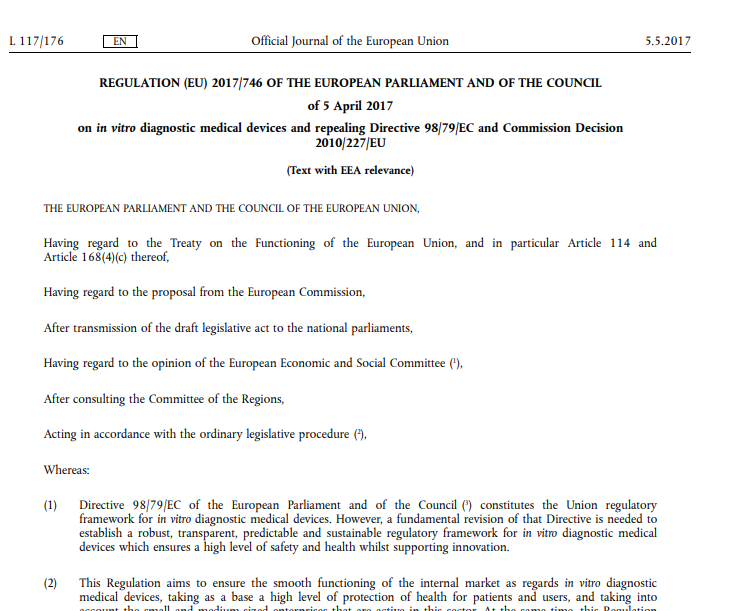 L 117/176 EN Official Journal of the European Union 5.5.2017
REGULATION (EU) 2017/746 OF THE EUROPEAN PARLIAMENT AND OF THE COUNCIL
of 5 April 2017
on in vitro diagnostic medical devices and repealing Directive 98/79/EC and Commission Decision
2010/227/EU
(Text with EEA relevance)
THE EUROPEAN PARLIAMENT AND THE COUNCIL OF THE EUROPEAN UNION,
Having regard to the Treaty on the Functioning of the European Union, and in particular Article 114 and
Article 168(4)(c) thereof,
Having regard to the proposal from the European Commission,
After transmission of the draft legislative act to the national parliaments,
Having regard to the opinion of the European Economic and Social Committee (¹),
After consulting the Committee of the Regions,
Acting in accordance with the ordinary legislative procedure (²),
Whereas:
(1) Directive 98/79/EC of the European Parliament and of the Council (³) constitutes the Union regulatory
framework for in vitro diagnostic medical devices. However, a fundamental revision of that Directive is needed to
establish a robust, transparent, predictable and sustainable regulatory framework for in vitro diagnostic medical
devices which ensures a high level of safety and health whilst supporting innovation.
(2) This Regulation aims to ensure the smooth functioning of the internal market as regards in vitro diagnostic
medical devices, taking as a base a high level of protection of health for patients and users, and taking into
account the small and medium-sized enterprises that are active in this sector. At the same time, this Regulation